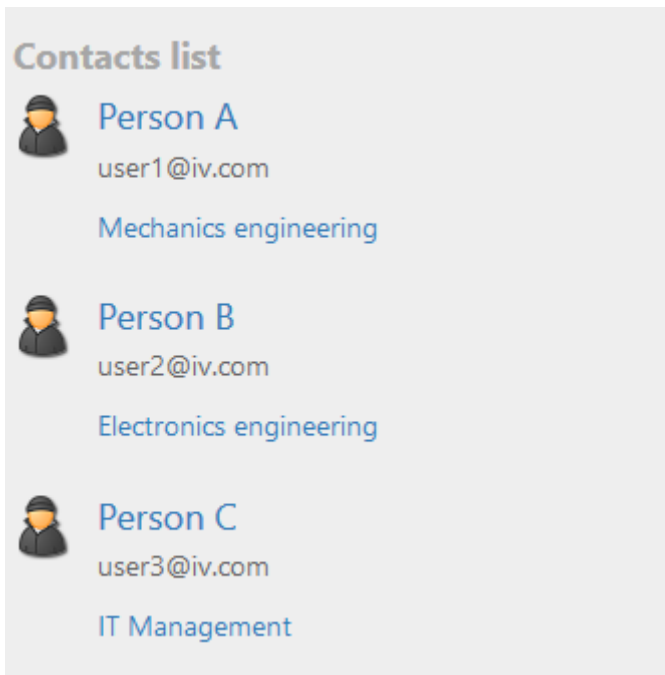 Contacts list
Person A
user1@iv.com
Mechanics engineering
Person B
user2@iv.com
Electronics engineering
Person C
user3@iv.com
IT Management